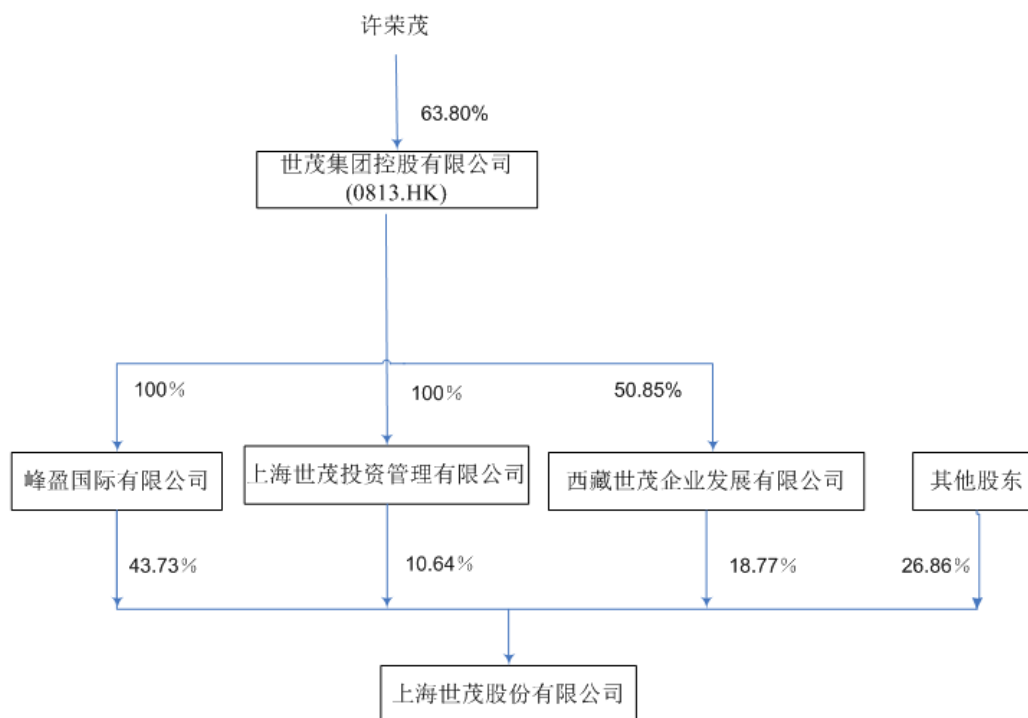 许荣茂
63.80%
世茂集团控股有限公司
(0813.HK)
100%
100%
50.85%
峰盈国际有限公司
上海世茂投资管理有限公司
西藏世茂企业发展有限公司
其他股东
43.73%
10.64%
18.77%
26.86%
上海世茂股份有限公司